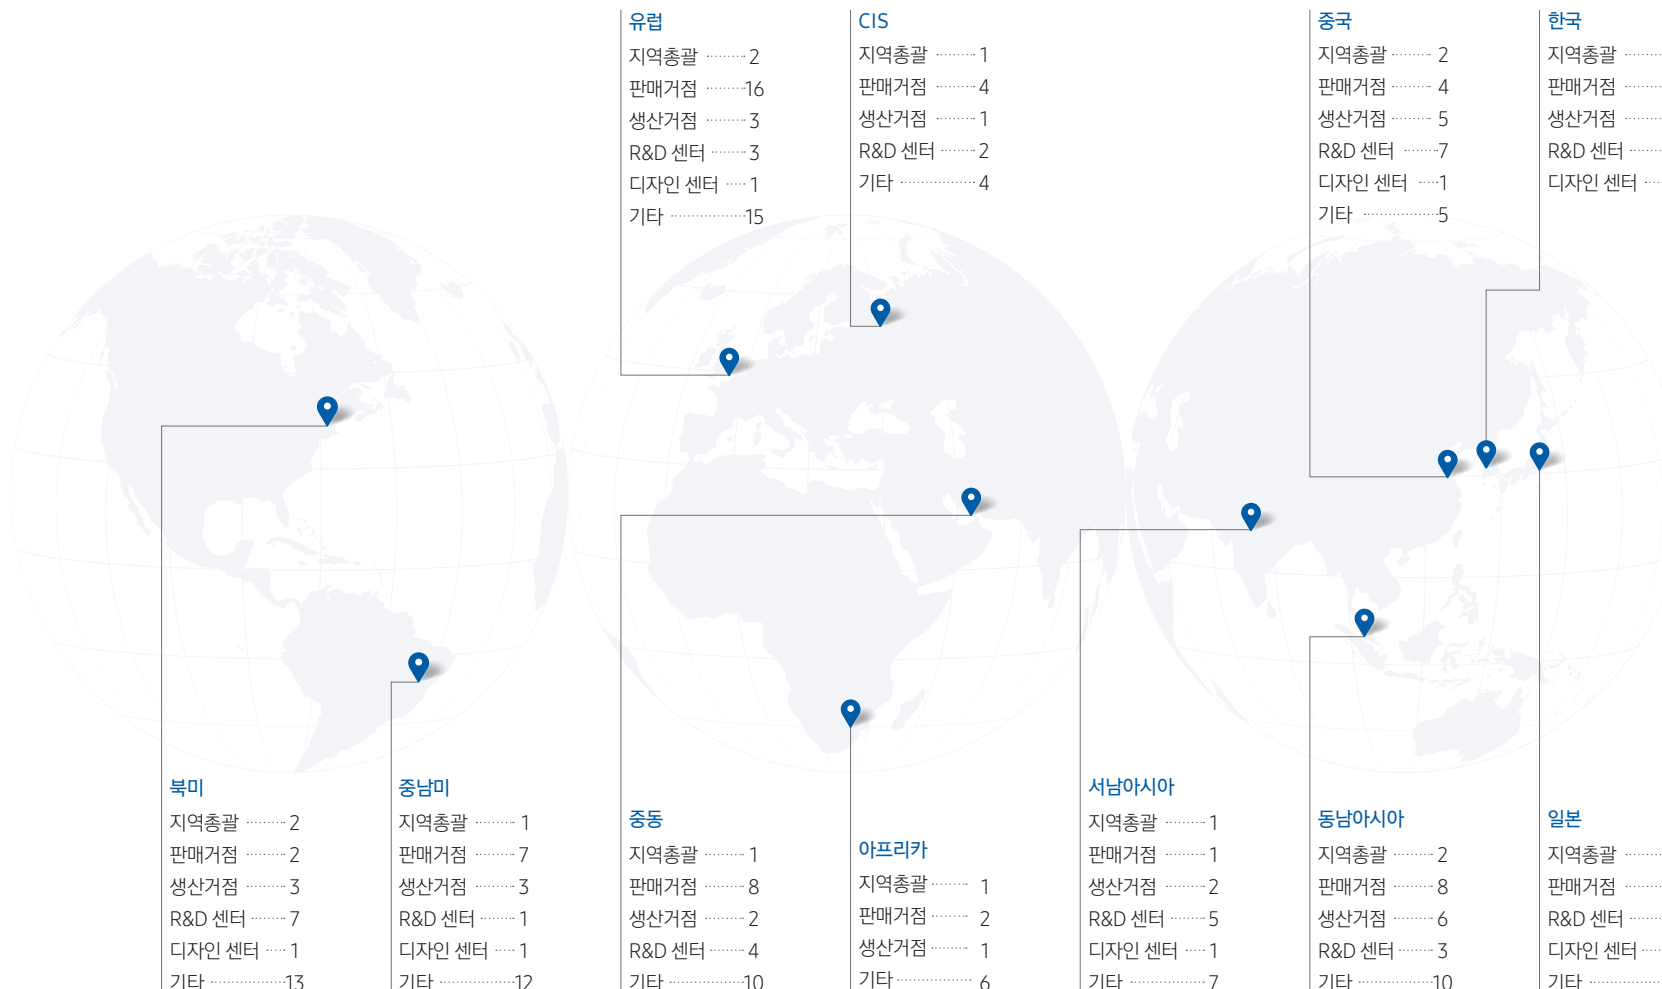 유럽
지역총괄 2
판매거점 16
생산거점 3
R&D 센터 3
디자인 센터 1
기타 15
CIS
지역총괄 1
판매거점 4
생산거점 1
R&D 센터 2
기타 4
중국
지역총괄 2
판매거점 4
생산거점 5
R&D 센터 7
디자인 센터 1
기타 5
한국
지역총괄
판매거점
생산거점
R&D 센터
디자인 센터
북미
지역총괄 2
판매거점 2
생산거점 3
R&D 센터 7
디자인 센터 1
기타 13
중남미
지역총괄 1
판매거점 7
생산거점 3
R&D 센터 1
디자인 센터 1
기타 12
중동
지역총괄 1
판매거점 8
생산거점 2
R&D 센터 4
기타 10
아프리카
지역총괄 1
판매거점 2
생산거점 1
기타 6
서남아시아
지역총괄 1
판매거점 1
생산거점 2
R&D 센터 5
디자인 센터 1
기타 7
동남아시아
지역총괄 2
판매거점 8
생산거점 6
R&D 센터 3
기타 10
일본
지역총괄
판매거점
R&D 센터
디자인 센터
기타